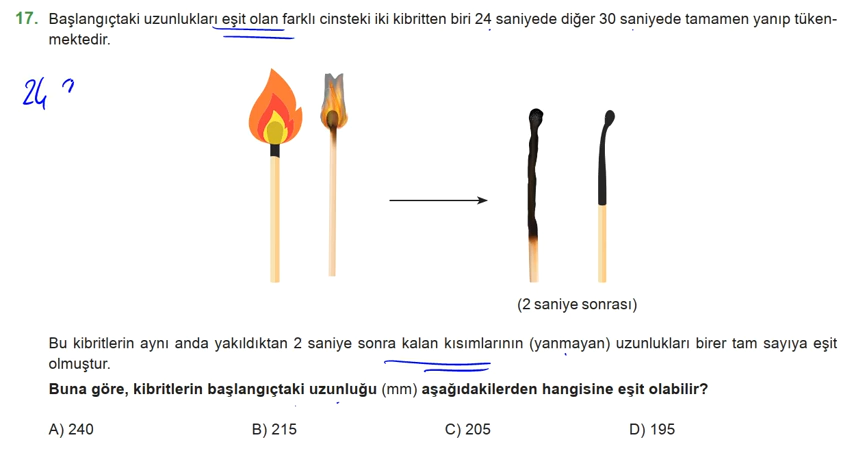 17. Başlangıçtaki uzunlukları eşit olan farklı cinsteki iki kibritten biri 24 saniyede diğer 30 saniyede tamamen yanıp tüken-
mektedir.
24 ?
(2 saniye sonrası)
Bu kibritlerin aynı anda yakıldıktan 2 saniye sonra kalan kısımlarının (yanmayan) uzunlukları birer tam sayıya eşit
olmuştur.
Buna göre, kibritlerin başlangıçtaki uzunluğu (mm) aşağıdakilerden hangisine eşit olabilir?
A) 240 B) 215 C) 205 D) 195